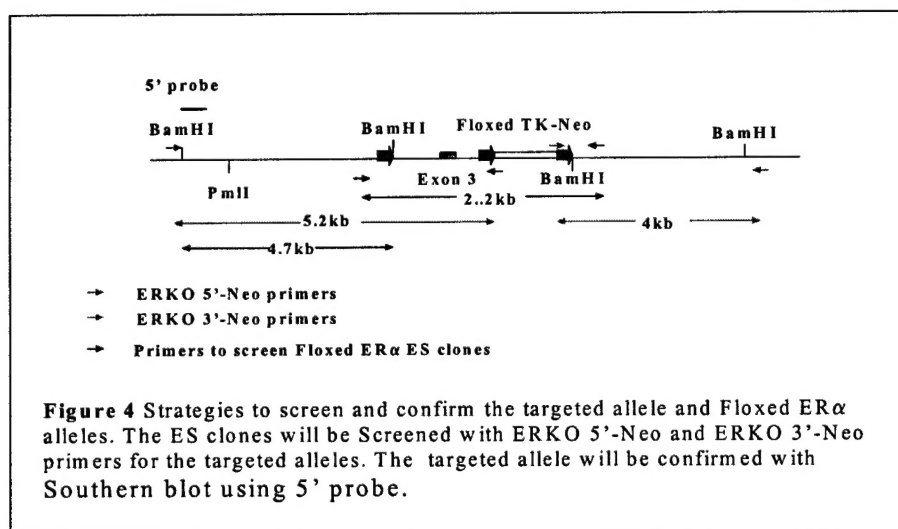 5' probe
BamHI BamHI Floxed TK-Neo BamHI
PmlI Exon 3 BamHI
2..2kb
5.2kb 4kb
4.7kb
ERKO 5'-Neo primers
ERKO 3'-Neo primers
Primers to screen Floxed ERα ES clones
Figure 4 Strategies to screen and confirm the targeted allele and Floxed ERα
alleles. The ES clones will be Screened with ERKO 5'-Neo and ERKO 3'-Neo
primers for the targeted alleles. The targeted allele will be confirmed with
Southern blot using 5' probe.